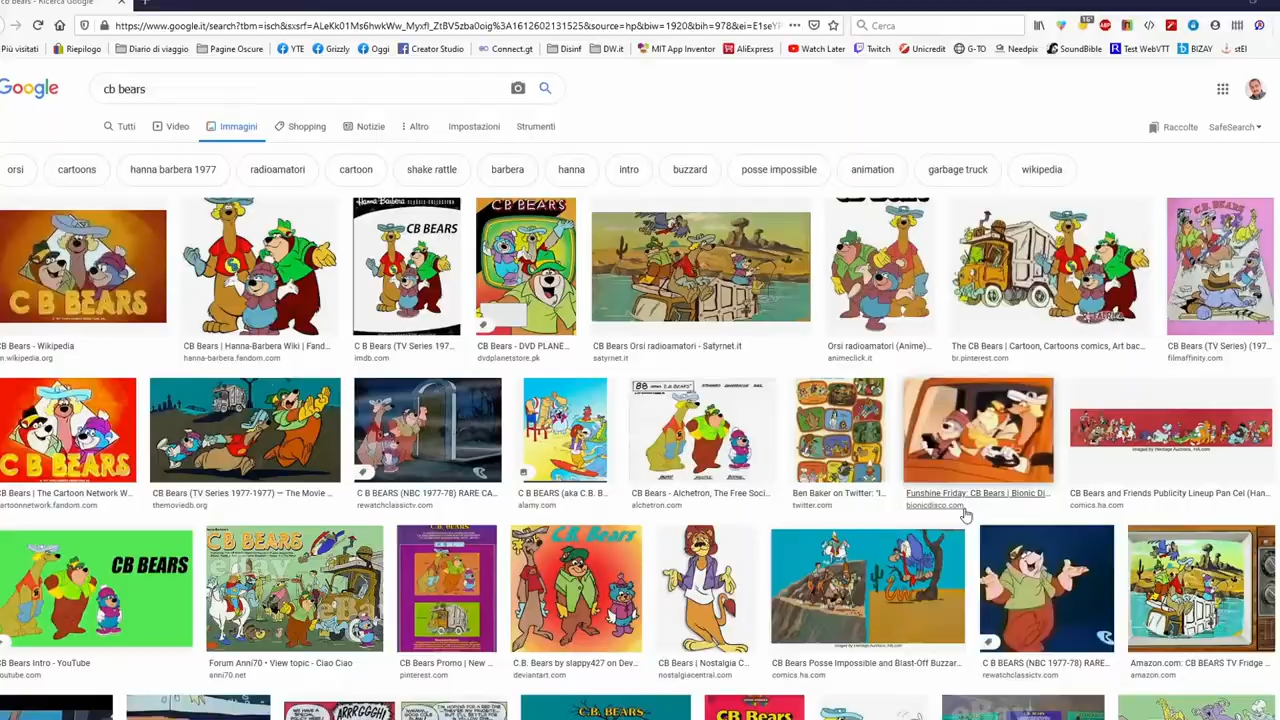 cb bears - Ricerca Google
https://www.google.it/search?tbm=isch&sxsrf=ALeKk01Ms6hwkWw_Myxfl_ZtBV5zba0oig%3A1612602131525&source=hp&biw=1920&bih=978&ei=E1seY
Cerca
Più visitati Riepilogo Diario di viaggio Pagine Oscure YTE Grizzly Oggi Creator Studio Connect.gt Disinf DW.it MIT App Inventor AliExpress Watch Later Twitch Unicredit G-TO Needpix SoundBible Test WebVTT BIZAY stEl
Google
cb bears
Tutti Video Immagini Shopping Notizie Altro Impostazioni Strumenti Raccolte SafeSearch
orsi cartoons hanna barbera 1977 radioamatori cartoon shake rattle barbera hanna intro buzzard posse impossible animation garbage truck wikipedia
C B BEARS
CB BEARS
CB BEARS
C.B. BEARS
CB Bears - Wikipedia
m.wikipedia.org
CB Bears | Hanna-Barbera Wiki | Fand...
hanna-barbera.fandom.com
C B Bears (TV Series 197...
imdb.com
CB Bears - DVD PLANE...
dvdplanetstore.pk
CB Bears Orsi radioamatori - Satyrnet.it
satyrnet.it
Orsi radioamatori (Anime)...
animeclick.it
The CB Bears | Cartoon, Cartoons comics, Art bac...
br.pinterest.com
CB Bears (TV Series) (197...
filmaffinity.com
C B BEARS
CB Bears | The Cartoon Network W...
cartoonnetwork.fandom.com
CB Bears (TV Series 1977-1977) — The Movie ...
themoviedb.org
C B BEARS (NBC 1977-78) RARE CA...
rewatchclassictv.com
C B BEARS (aka C.B. B...
alamy.com
CB Bears - Alchetron, The Free Soci...
alchetron.com
Ben Baker on Twitter: "I...
twitter.com
Funshine Friday: CB Bears | Bionic Di...
bionicdisco.com
CB Bears and Friends Publicity Lineup Pan Cel (Han...
comics.ha.com
CB BEARS
CB BEARS
ebay
C.B. Bears
CB Bears Intro - YouTube
youtube.com
Forum Anni70 • View topic - Ciao Ciao
anni70.net
CB Bears Promo | New ...
pinterest.com
C.B. Bears by slappy427 on Dev...
deviantart.com
CB Bears | Nostalgia C...
nostalgiacentral.com
CB Bears Posse Impossible and Blast-Off Buzzar...
comics.ha.com
C B BEARS (NBC 1977-78) RARE...
rewatchclassictv.com
Amazon.com: CB BEARS TV Fridge ...
amazon.com
ARRGGGH!
C.B. BEARS
CB Bears